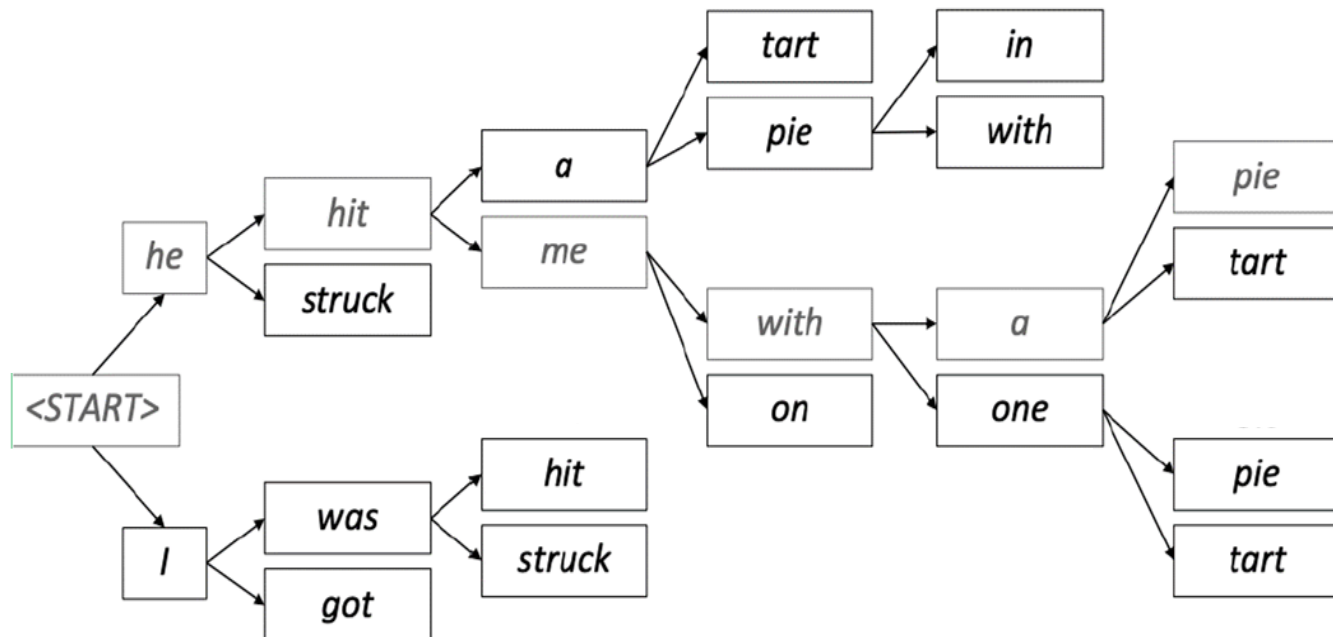 tart
in
pie
with
a
hit
me
pie
he
tart
struck
with
a
<START>
on
one
hit
pie
was
I
struck
tart
got